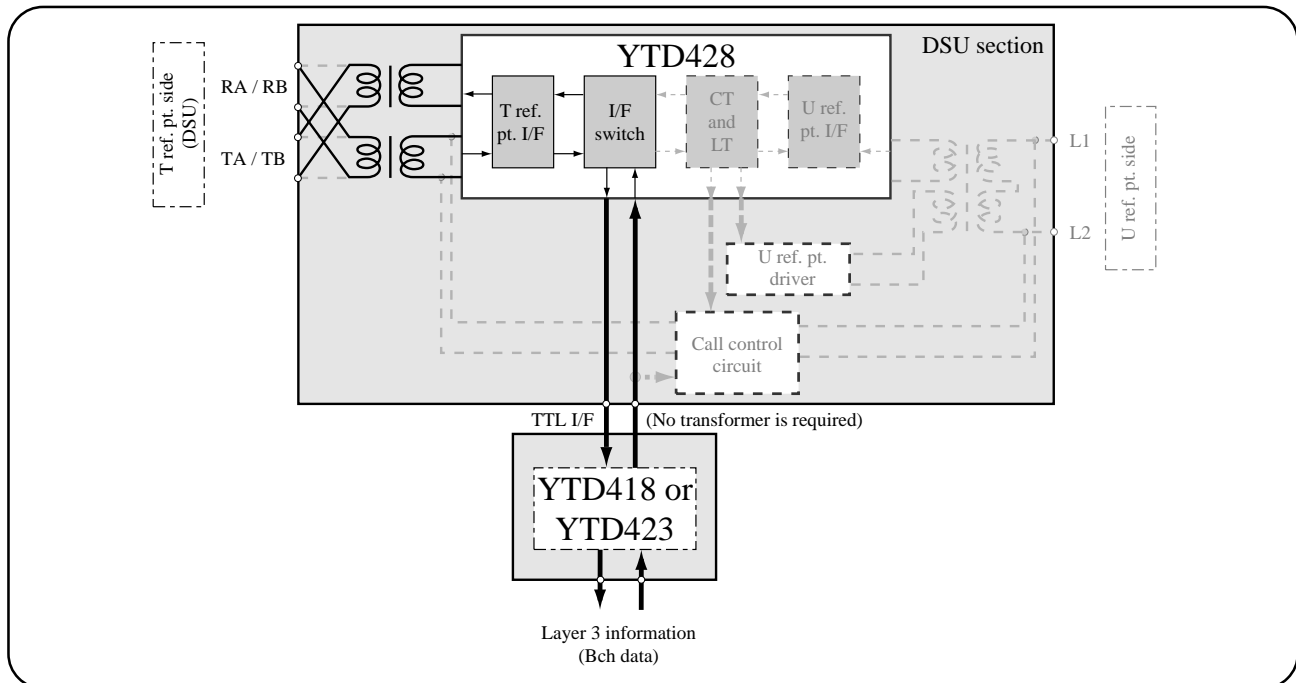 DSU section
YTD428
T ref. pt. side
(DSU)
RA / RB
TA / TB
T ref.
pt. I/F
I/F
switch
CT
and
LT
U ref.
pt. I/F
L1
L2
U ref. pt. side
U ref. pt.
driver
Call control
circuit
TTL I/F
(No transformer is required)
YTD418 or
YTD423
Layer 3 information
(Bch data)